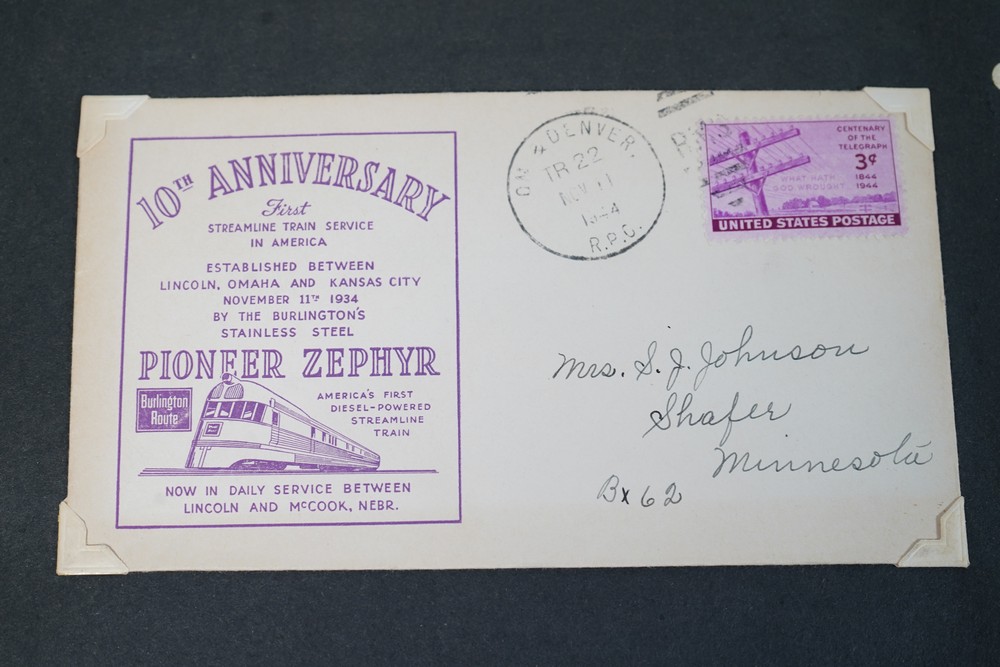 10TH ANNIVERSARY
First
STREAMLINE TRAIN SERVICE
IN AMERICA
ESTABLISHED BETWEEN
LINCOLN, OMAHA AND KANSAS CITY
NOVEMBER 11TH 1934
BY THE BURLINGTON'S
STAINLESS STEEL
PIONEER ZEPHYR
Burlington
Route
AMERICA'S FIRST
DIESEL-POWERED
STREAMLINE
TRAIN
NOW IN DAILY SERVICE BETWEEN
LINCOLN AND McCOOK, NEBR.
& DENVER.
TR 22
NOV 11
1944
R.P.O.
CENTENARY
OF THE
TELEGRAPH
3¢
WHAT HATH
GOD WROUGHT
1844
1944
UNITED STATES POSTAGE
Mrs. S. J. Johnson
Shafer
Minnesota
Bx 62